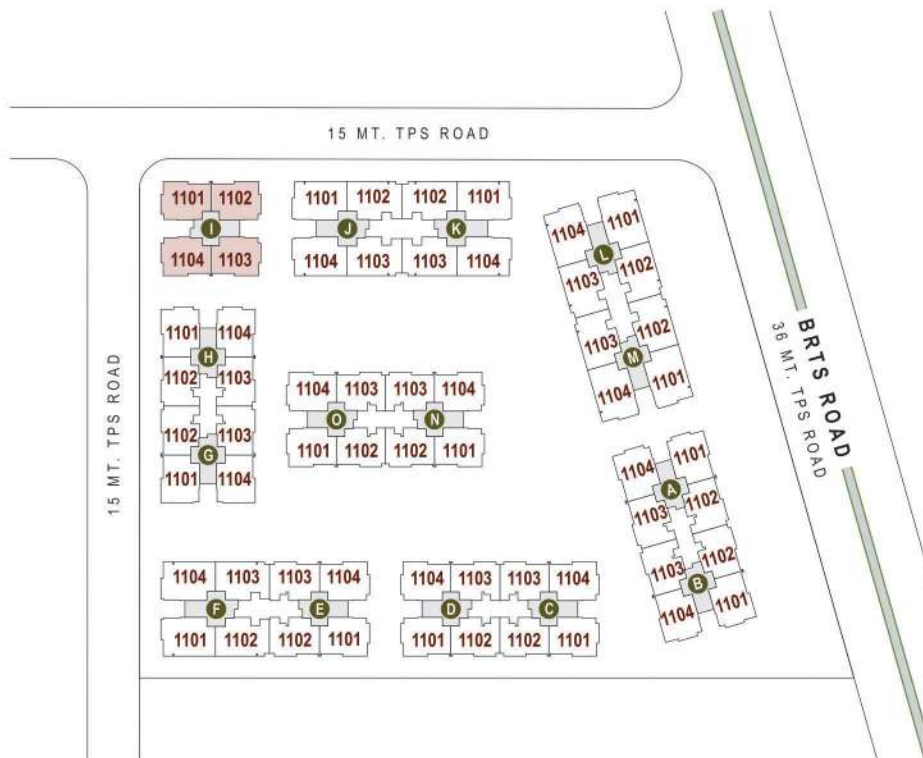 15 MT. TPS ROAD
1101 1102
I
1104 1103
1101 1102 1102 1101
J K
1104 1103 1103 1104
1104 1101
L
1103 1102
1103 1102
M
1104 1101
BRTS ROAD
36 MT. TPS ROAD
15 MT. TPS ROAD
1101 1104
H
1102 1103
1102 1103
G
1101 1104
1104 1103 1103 1104
O N
1101 1102 1102 1101
1104 1101
A
1103 1102
1103 1102
B
1104 1101
1104 1103 1103 1104
F E
1101 1102 1102 1101
1104 1103 1103 1104
D C
1101 1102 1102 1101